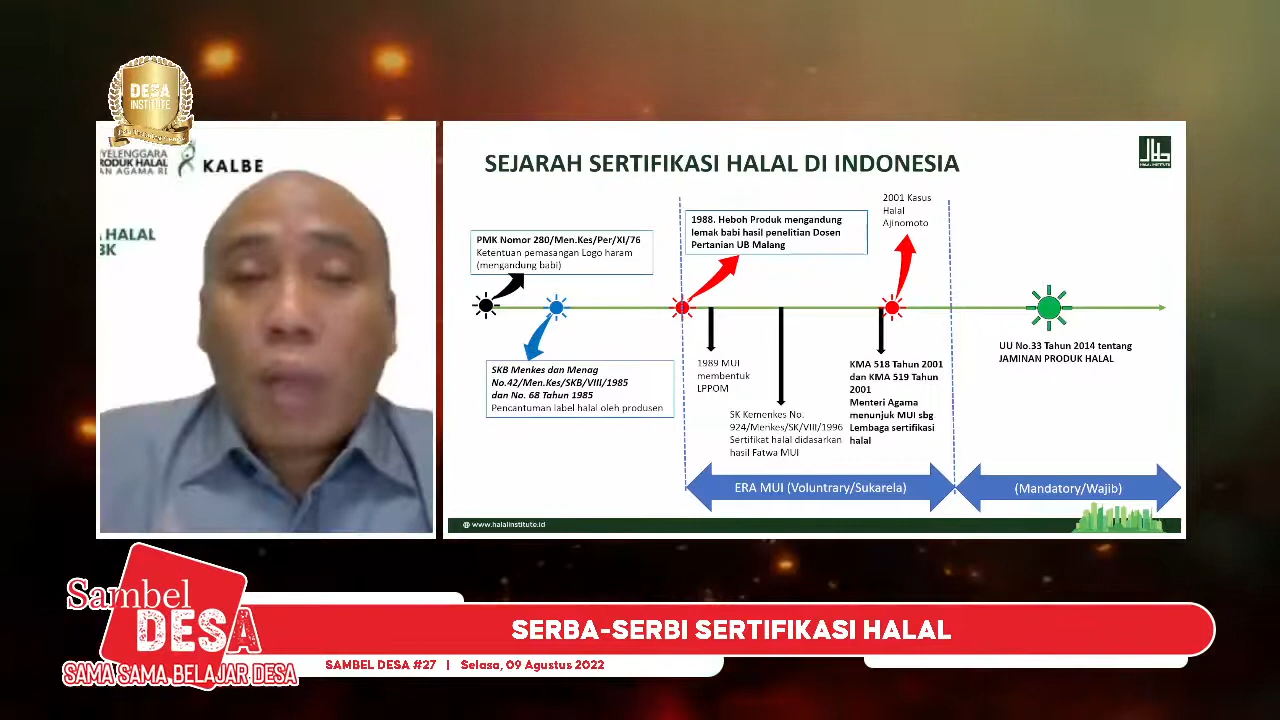 DESA
INSTITUTE
YELENGGARA
RODUK HALAL
AN AGAMA RI
KALBE
HALAL
BK
SEJARAH SERTIFIKASI HALAL DI INDONESIA
HALAL INSTITUTE
PMK Nomor 280/Men.Kes/Per/XI/76
Ketentuan pemasangan Logo haram
(mengandung babi)
1988. Heboh Produk mengandung
lemak babi hasil penelitian Dosen
Pertanian UB Malang
2001 Kasus
Halal
Ajinomoto
SKB Menkes dan Menag
No.42/Men.Kes/SKB/VIII/1985
dan No. 68 Tahun 1985
Pencantuman label halal oleh produsen
1989 MUI
membentuk
LPPOM
SK Kemenkes No.
924/Menkes/SK/VIII/1996
Sertifikat halal didasarkan
hasil Fatwa MUI
KMA 518 Tahun 2001
dan KMA 519 Tahun
2001
Menteri Agama
menunjuk MUI sbg
Lembaga sertifikasi
halal
UU No.33 Tahun 2014 tentang
JAMINAN PRODUK HALAL
ERA MUI (Voluntrary/Sukarela)
(Mandatory/Wajib)
www.halalinstitute.id
Sambel
DESA
SAMA SAMA BELAJAR DESA
SERBA-SERBI SERTIFIKASI HALAL
SAMBEL DESA #27 | Selasa, 09 Agustus 2022